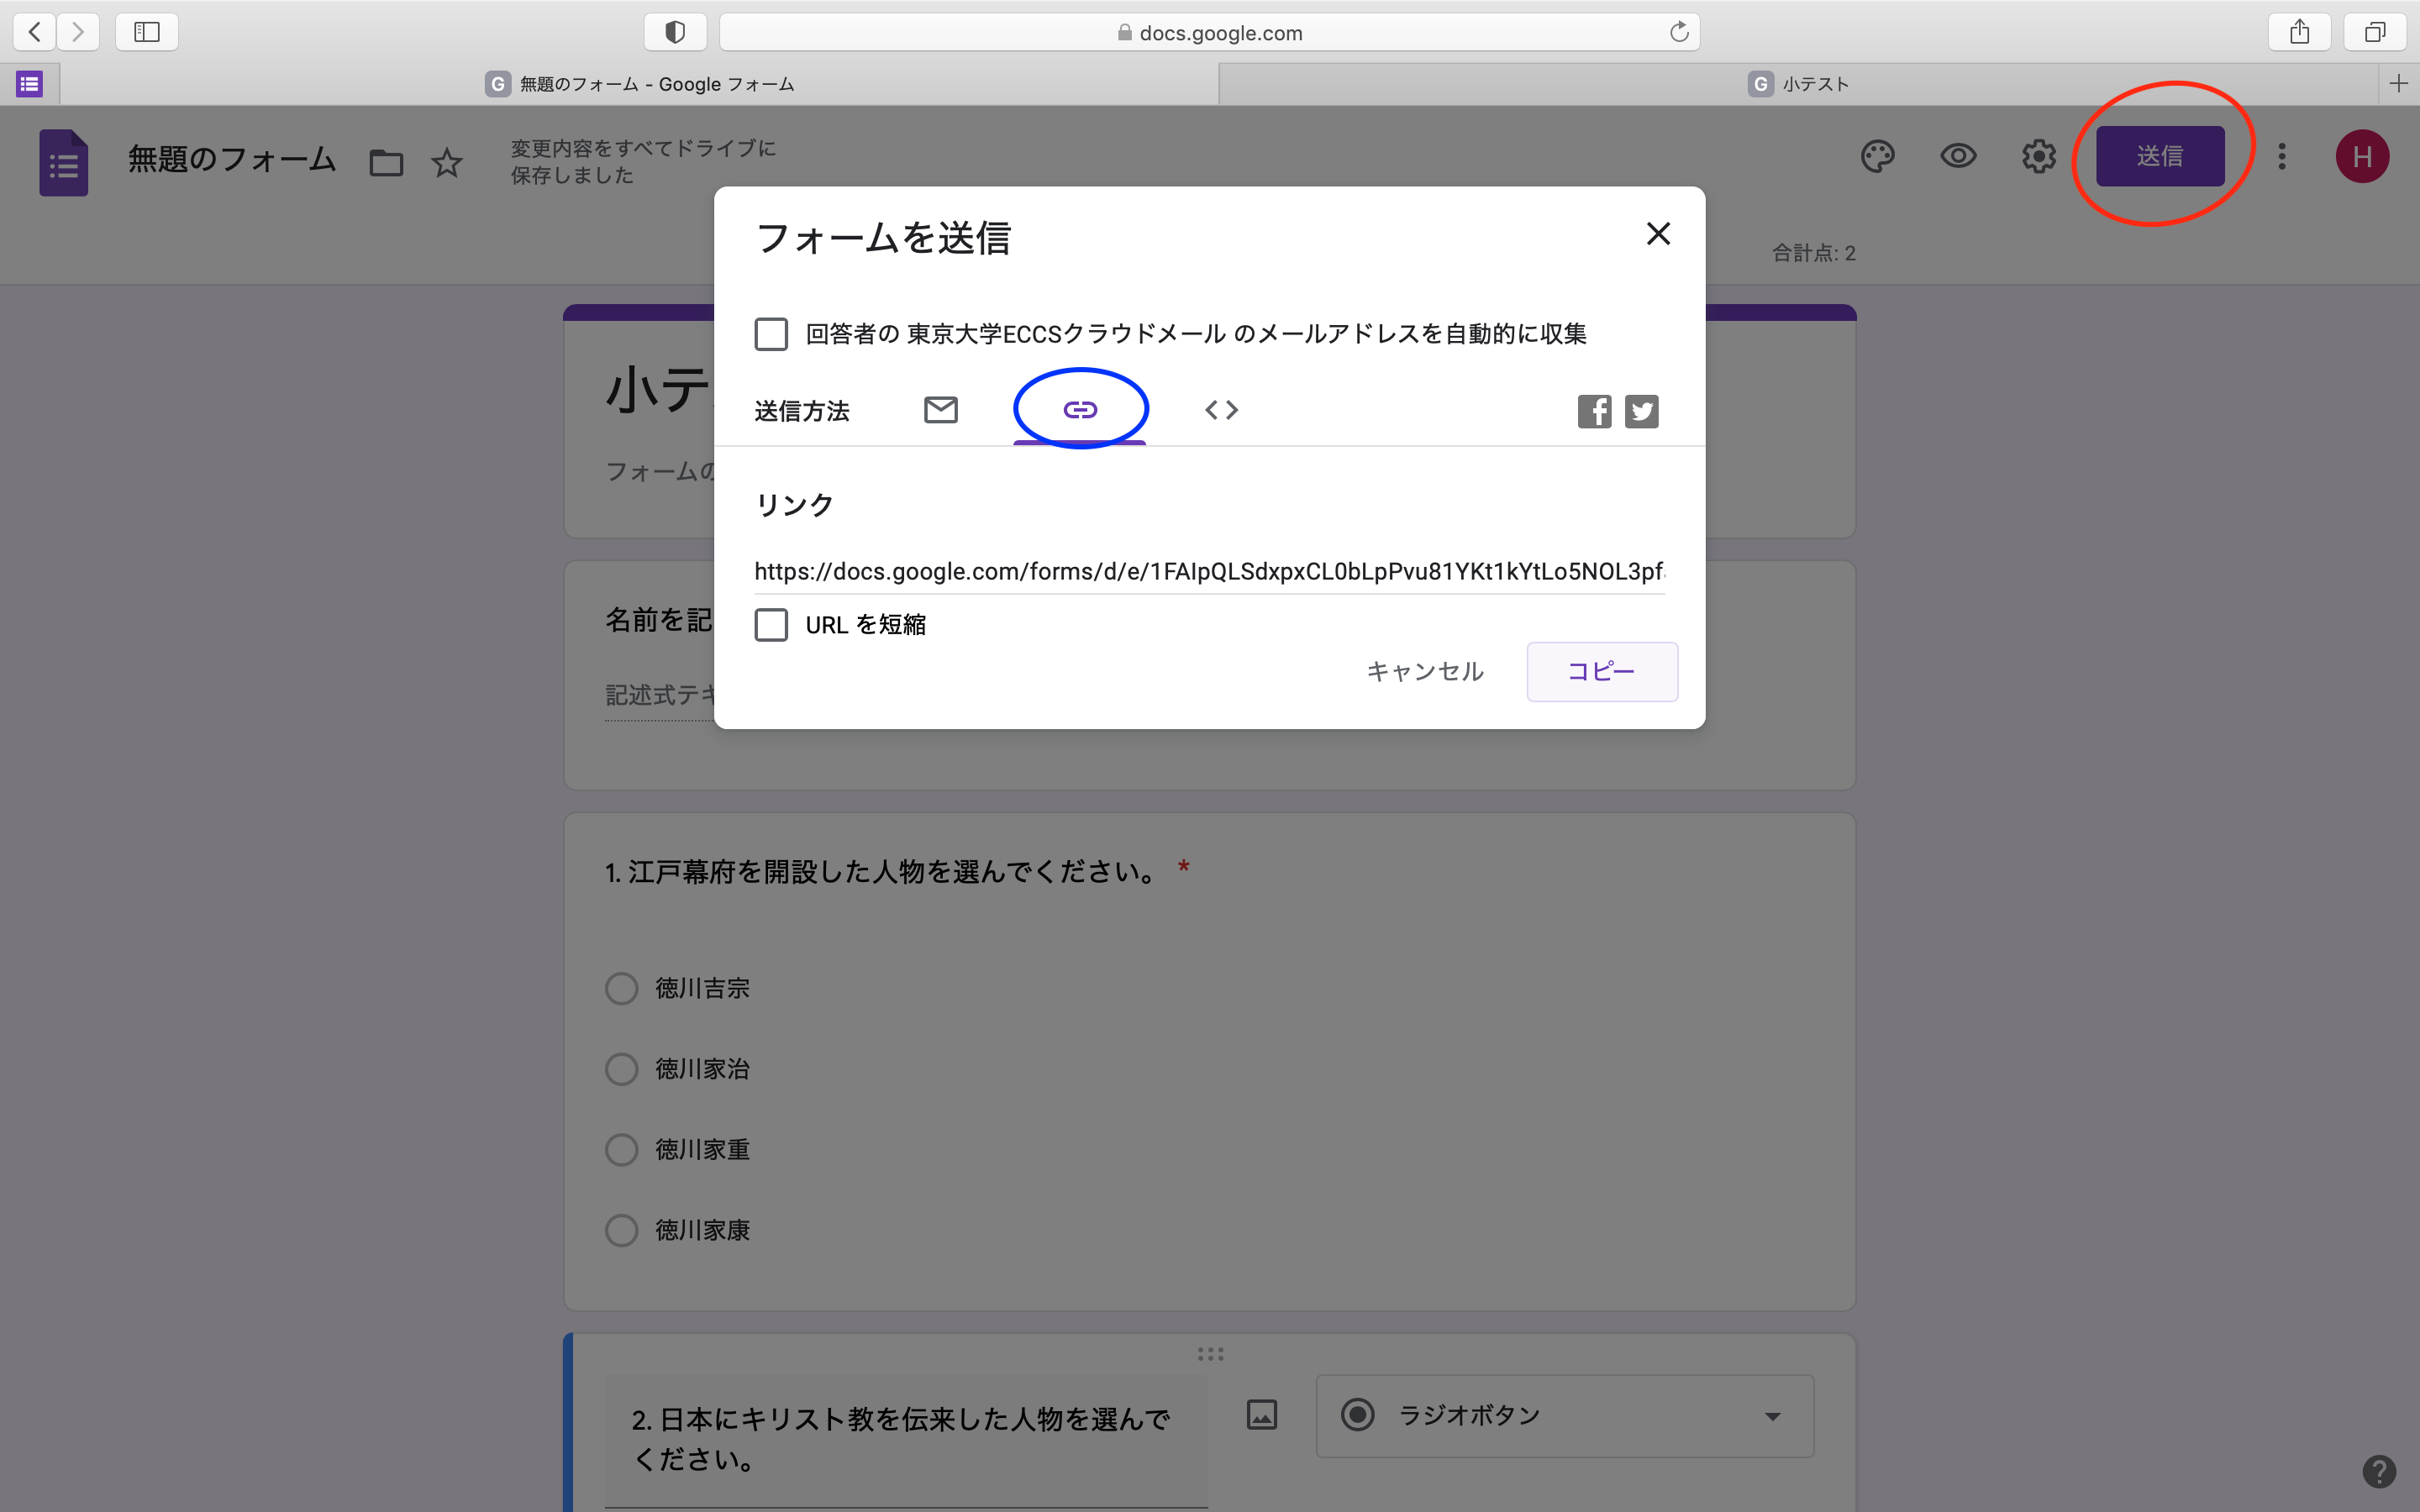 docs.google.com
G 無題のフォーム - Google フォーム
G 小テスト
無題のフォーム
変更内容をすべてドライブに
保存しました
送信
H
合計点: 2
フォームを送信
回答者の 東京大学ECCSクラウドメール のメールアドレスを自動的に収集
送信方法
リンク
https://docs.google.com/forms/d/e/1FAIpQLSdxpxCL0bLpPvu81YKt1kYtLo5NOL3pf
URL を短縮
キャンセル
コピー
小テ
フォームの
名前を記
記述式テキ
1. 江戸幕府を開設した人物を選んでください。 *
徳川吉宗
徳川家治
徳川家重
徳川家康
2. 日本にキリスト教を伝来した人物を選んで
ください。
ラジオボタン